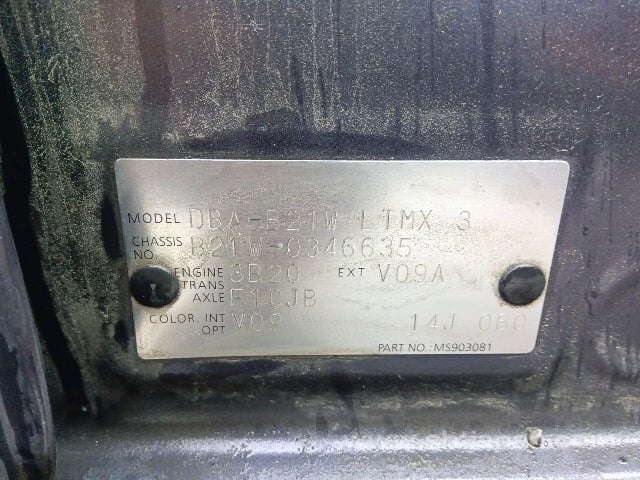 MODEL DBA-B21W LTMX 3
CHASSIS NO. B21W-0346635
ENGINE 3B20 EXT V09A
TRANS AXLE F1CJB
COLOR. INT OPT V09 14J 060
PART NO.: MS903081